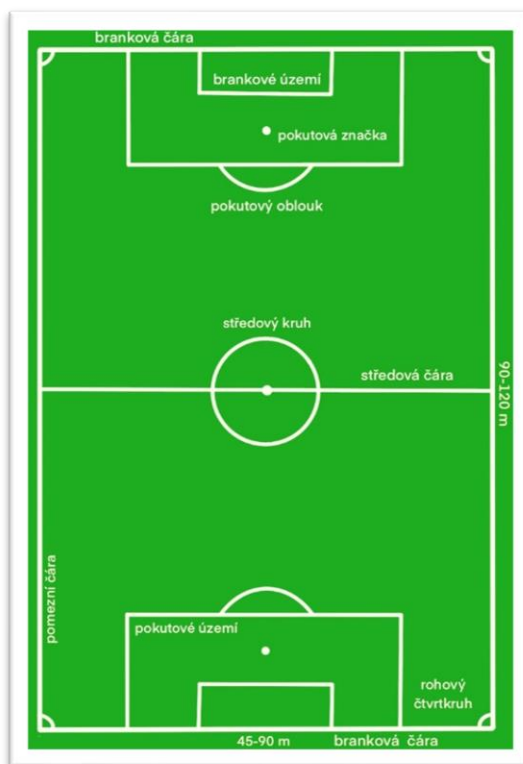 branková čára
brankové území
pokutová značka
pokutový oblouk
středový kruh
středová čára
90-120 m
pomezní čára
pokutové území
rohový
čtvrtkruh
45-90 m
branková čára